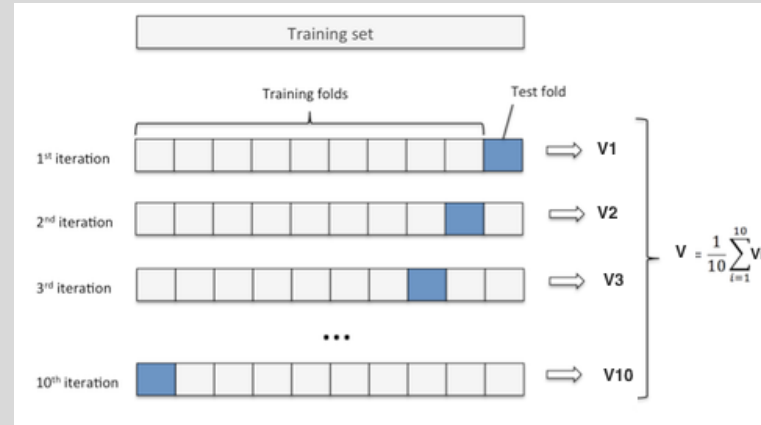 Training set
Training folds
Test fold
1st iteration
V1
2nd iteration
V2
3rd iteration
V3
...
10th iteration
V10
V = 1/10 10 ∑ i=1 Vi